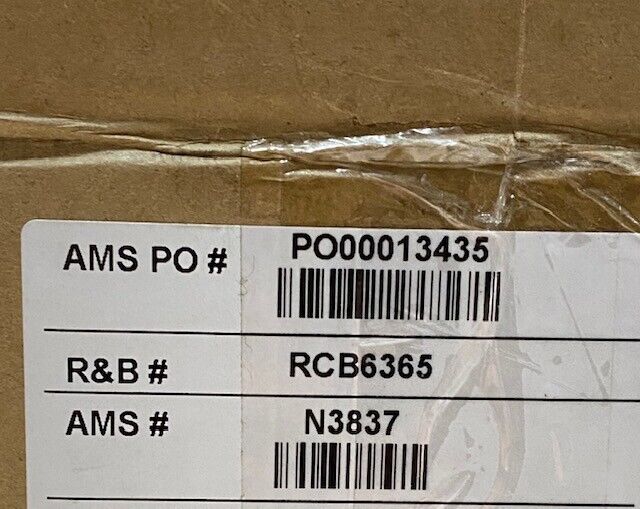 AMS PO # PO00013435
R&B # RCB6365
AMS # N3837